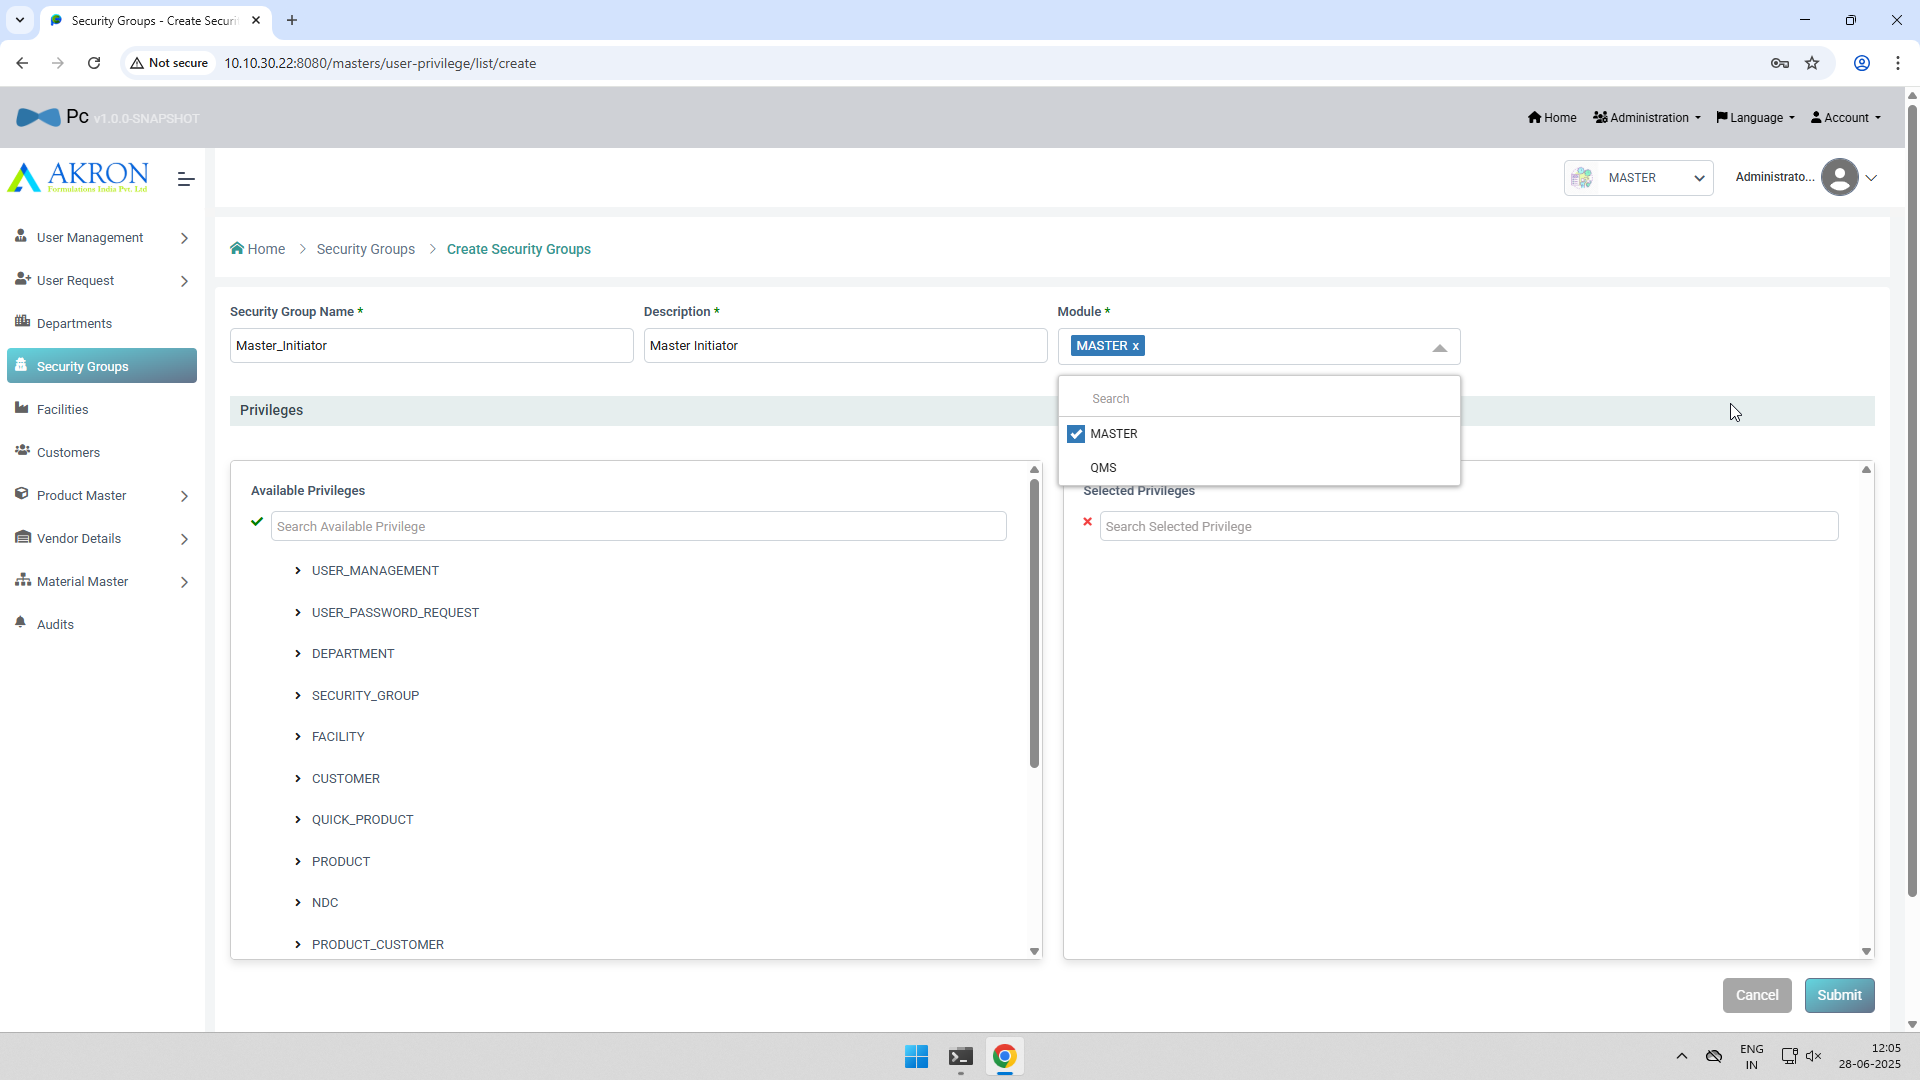 Security Groups - Create Securi
Not secure
10.10.30.22:8080/masters/user-privilege/list/create
Pc v1.0.0-SNAPSHOT
Home
Administration
Language
Account
AKRON
Formulations India Pvt. Ltd
MASTER
Administrato...
User Management
User Request
Departments
Security Groups
Facilities
Customers
Product Master
Vendor Details
Material Master
Audits
Home
Security Groups
Create Security Groups
Security Group Name *
Description *
Module *
Master_Initiator
Master Initiator
MASTER x
Search
MASTER
QMS
Privileges
Available Privileges
Search Available Privilege
USER_MANAGEMENT
USER_PASSWORD_REQUEST
DEPARTMENT
SECURITY_GROUP
FACILITY
CUSTOMER
QUICK_PRODUCT
PRODUCT
NDC
PRODUCT_CUSTOMER
Selected Privileges
Search Selected Privilege
Cancel
Submit
ENG
IN
12:05
28-06-2025